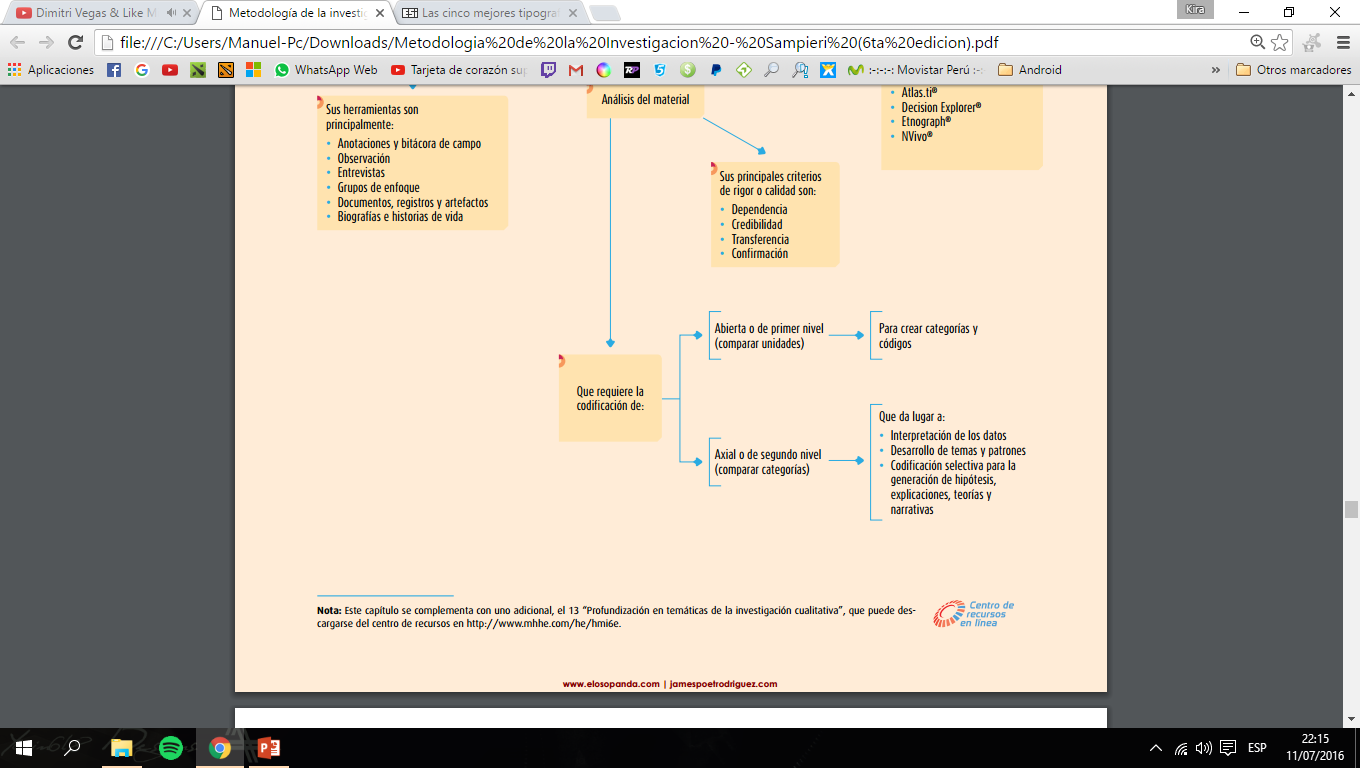 Dimitri Vegas & Like M
Metodología de la investi
Las cinco mejores tipogra
Kira
file:///C:/Users/Manuel-Pc/Downloads/Metodologia%20de%20la%20Investigacion%20-%20Sampieri%20(6ta%20edicion).pdf
Aplicaciones
WhatsApp Web
Tarjeta de corazón su
:-:-:-: Movistar Perú :-
Android
»
Otros marcadores
Sus herramientas son
principalmente:
• Anotaciones y bitácora de campo
• Observación
• Entrevistas
• Grupos de enfoque
• Documentos, registros y artefactos
• Biografías e historias de vida
Análisis del material
• Atlas.ti®
• Decision Explorer®
• Etnograph®
• NVivo®
Sus principales criterios
de rigor o calidad son:
• Dependencia
• Credibilidad
• Transferencia
• Confirmación
Que requiere la
codificación de:
Abierta o de primer nivel
(comparar unidades)
Para crear categorías y
códigos
Axial o de segundo nivel
(comparar categorías)
Que da lugar a:
• Interpretación de los datos
• Desarrollo de temas y patrones
• Codificación selectiva para la
generación de hipótesis,
explicaciones, teorías y
narrativas
Nota: Este capítulo se complementa con uno adicional, el 13 “Profundización en temáticas de la investigación cualitativa”, que puede des-
cargarse del centro de recursos en http://www.mhhe.com/he/hmi6e.
Centro de
recursos
en línea
www.elosopanda.com | jamespoetrodriguez.com
ESP
22:15
11/07/2016